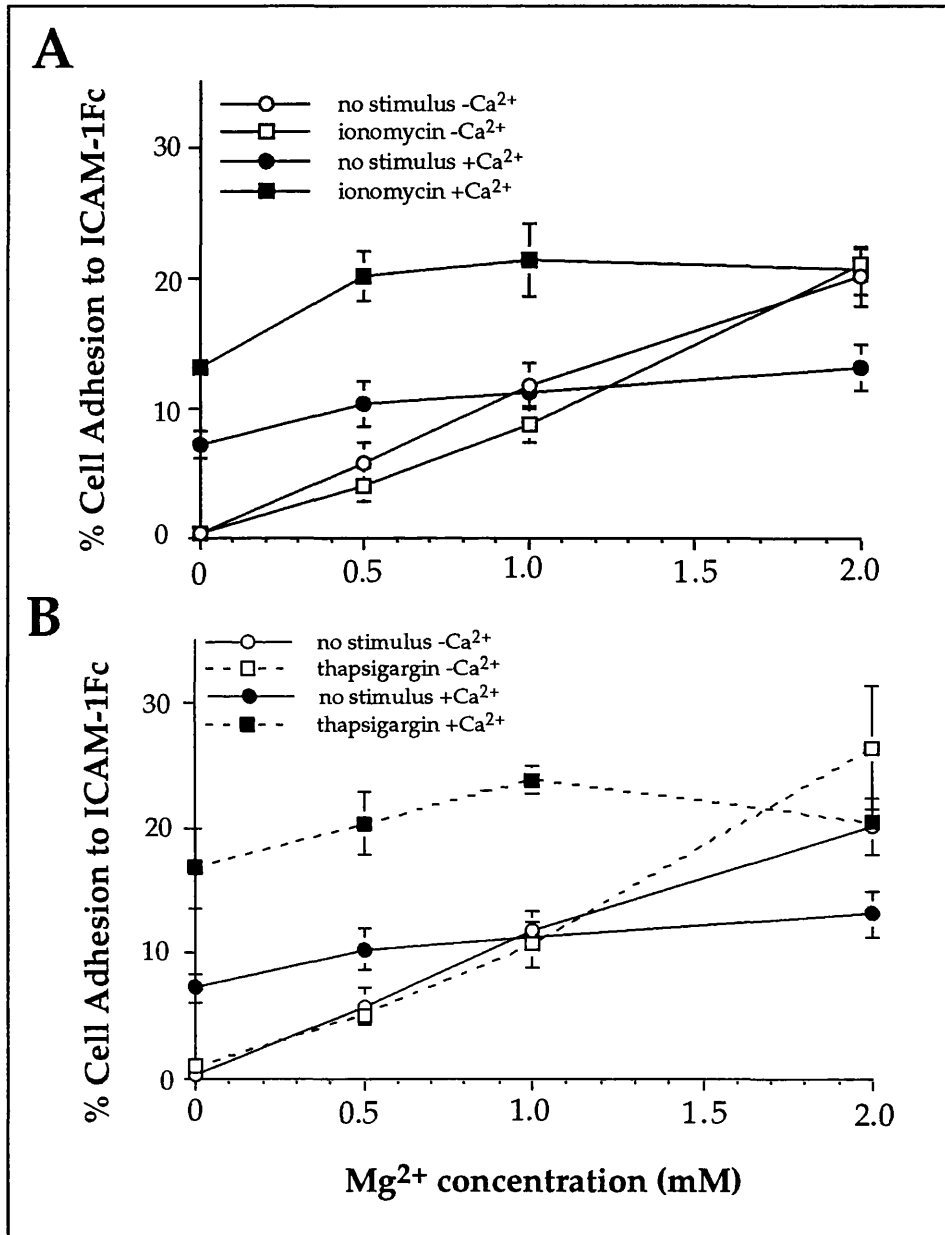 A
% Cell Adhesion to ICAM-1Fc
no stimulus -Ca²⁺
ionomycin -Ca²⁺
no stimulus +Ca²⁺
ionomycin +Ca²⁺
30
20
10
0
0 0.5 1.0 1.5 2.0
B
% Cell Adhesion to ICAM-1Fc
no stimulus -Ca²⁺
thapsigargin -Ca²⁺
no stimulus +Ca²⁺
thapsigargin +Ca²⁺
30
20
10
0
0 0.5 1.0 1.5 2.0
Mg²⁺ concentration (mM)